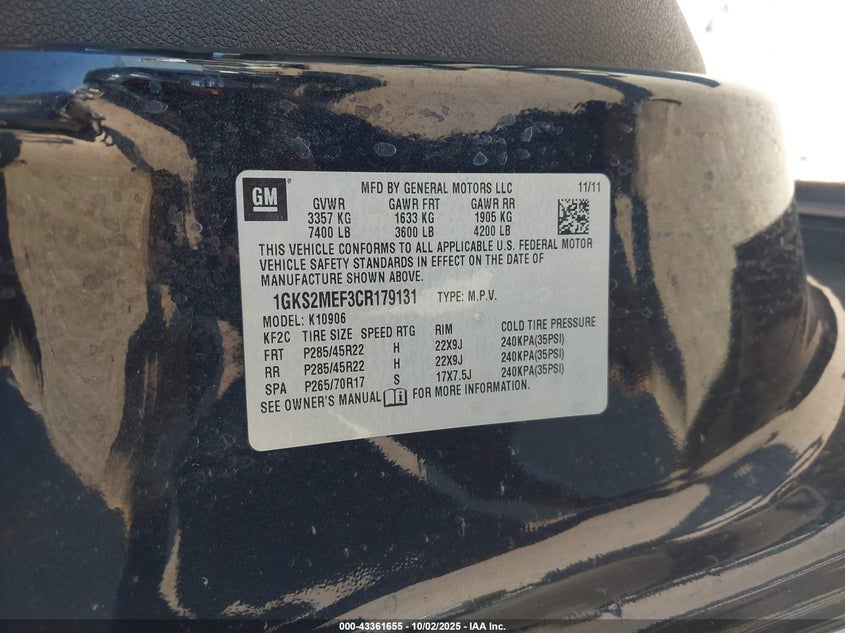 GM
MFD BY GENERAL MOTORS LLC 11/11
GVWR GAWR FRT GAWR RR
3357 KG 1633 KG 1905 KG
7400 LB 3600 LB 4200 LB
THIS VEHICLE CONFORMS TO ALL APPLICABLE U.S. FEDERAL MOTOR
VEHICLE SAFETY STANDARDS IN EFFECT ON THE DATE OF
MANUFACTURE SHOWN ABOVE.
1GKS2MEF3CR179131 TYPE: M.P.V.
MODEL: K10906
KF2C TIRE SIZE SPEED RTG RIM COLD TIRE PRESSURE
FRT P285/45R22 H 22X9J 240KPA(35PSI)
RR P285/45R22 H 22X9J 240KPA(35PSI)
SPA P265/70R17 S 17X7.5J 240KPA(35PSI)
SEE OWNER'S MANUAL FOR MORE INFORMATION.
000-43361655 - 10/02/2025 - IAA Inc.